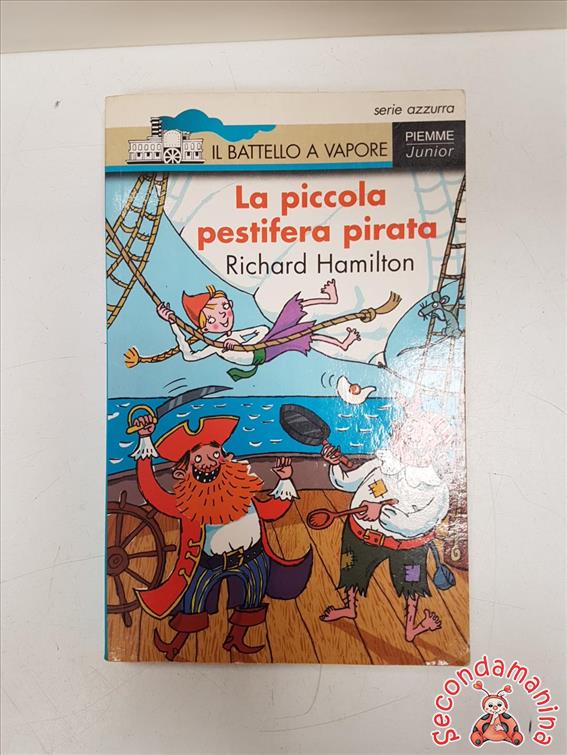 serie azzurra
IL BATTELLO A VAPORE
PIEMME
Junior
La piccola
pestifera pirata
Richard Hamilton
Secondamanina